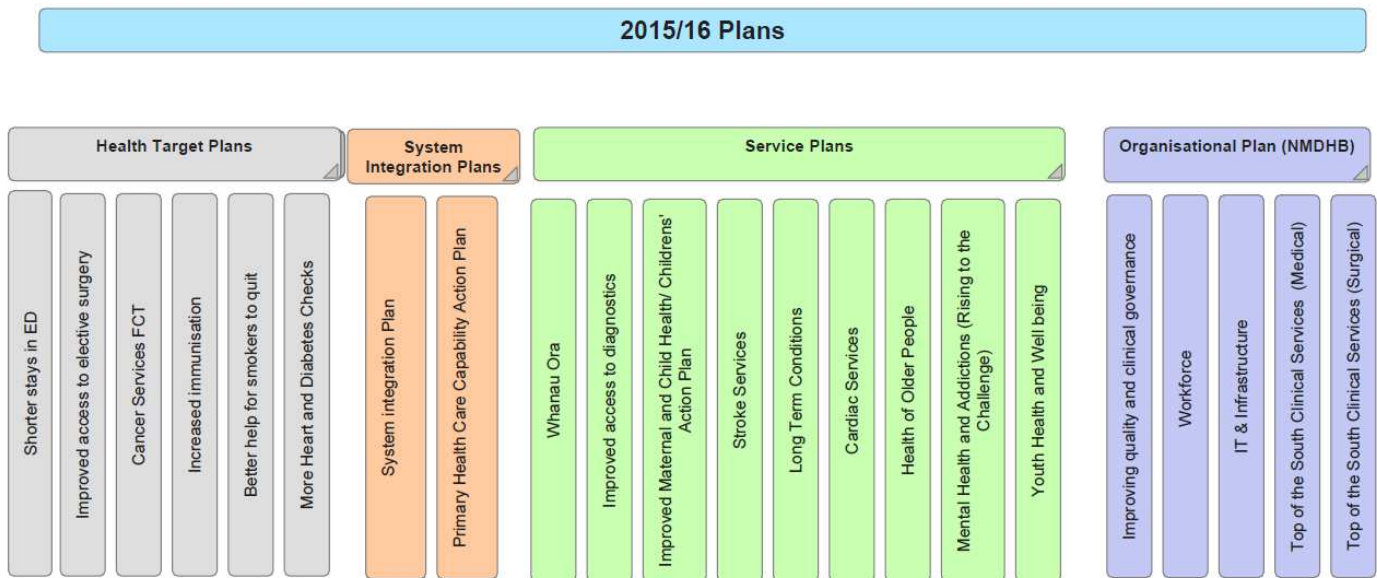 2015/16 Plans
Health Target Plans
System
Integration Plans
Service Plans
Organisational Plan (NMDHB)
Shorter stays in ED
Improved access to elective surgery
Cancer Services FCT
Increased immunisation
Better help for smokers to quit
More Heart and Diabetes Checks
System integration Plan
Primary Health Care Capability Action Plan
Whanau Ora
Improved access to diagnostics
Improved Maternal and Child Health/ Childrens'
Action Plan
Stroke Services
Long Term Conditions
Cardiac Services
Health of Older People
Mental Health and Addictions (Rising to the
Challenge)
Youth Health and Well being
Improving quality and clinical governance
Workforce
IT & Infrastructure
Top of the South Clinical Services (Medical)
Top of the South Clinical Services (Surgical)